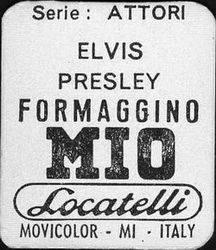 Serie: ATTORI
ELVIS
PRESLEY
FORMAGGINO
MIO
Locatelli
MOVICOLOR - MI - ITALY